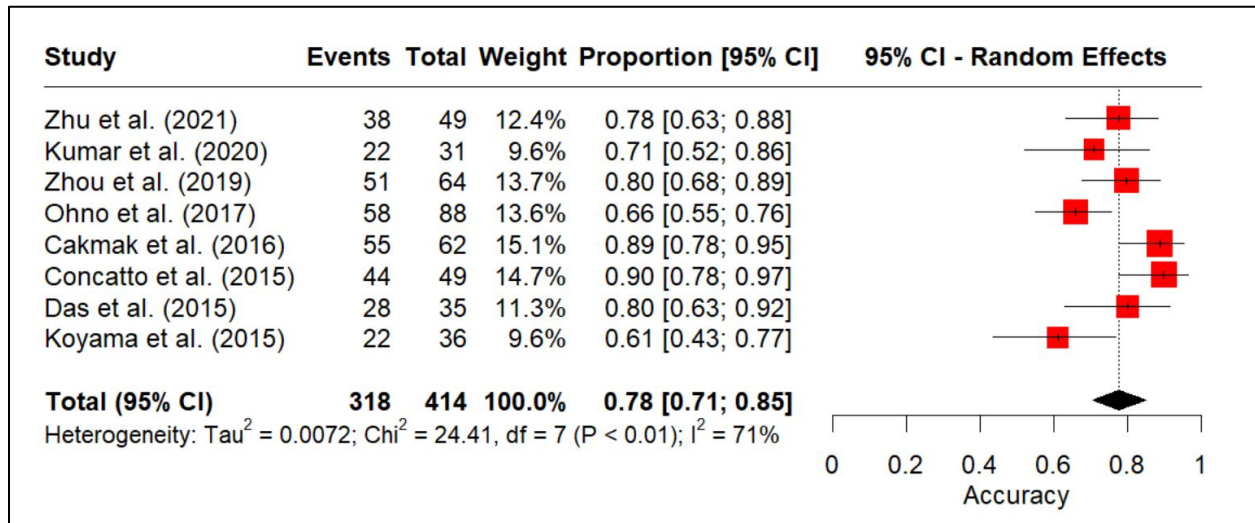 Study Events Total Weight Proportion [95% CI] 95% CI - Random Effects
Zhu et al. (2021) 38 49 12.4% 0.78 [0.63; 0.88]
Kumar et al. (2020) 22 31 9.6% 0.71 [0.52; 0.86]
Zhou et al. (2019) 51 64 13.7% 0.80 [0.68; 0.89]
Ohno et al. (2017) 58 88 13.6% 0.66 [0.55; 0.76]
Cakmak et al. (2016) 55 62 15.1% 0.89 [0.78; 0.95]
Concatto et al. (2015) 44 49 14.7% 0.90 [0.78; 0.97]
Das et al. (2015) 28 35 11.3% 0.80 [0.63; 0.92]
Koyama et al. (2015) 22 36 9.6% 0.61 [0.43; 0.77]
Total (95% CI) 318 414 100.0% 0.78 [0.71; 0.85]
Heterogeneity: Tau² = 0.0072; Chi² = 24.41, df = 7 (P < 0.01); I² = 71%
0 0.2 0.4 0.6 0.8 1
Accuracy